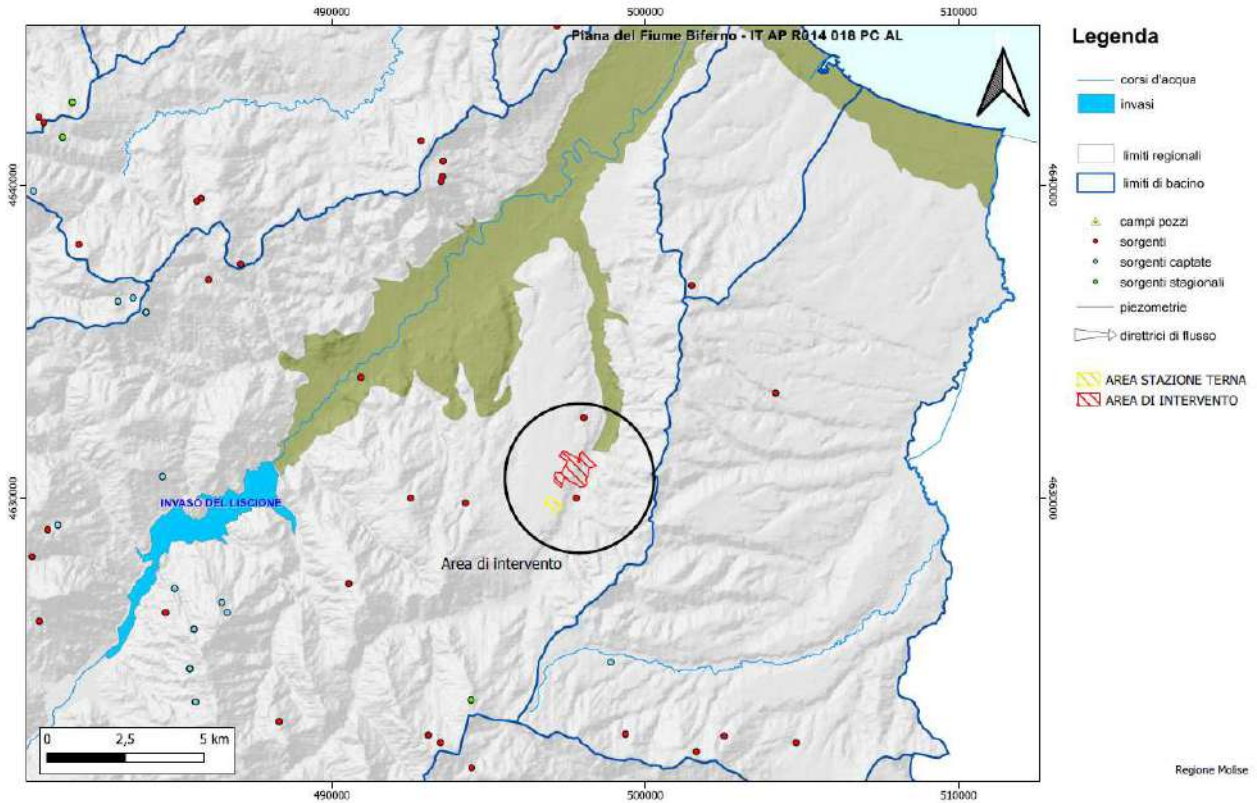 490000 500000 510000
Piana del Fiume Biferno - IT AP R014 018 PC AL
4640000 4640000
4630000 4630000
INVASO DEL LISCIONE
Area di intervento
0 2,5 5 km
490000 500000 510000
Legenda
corsi d'acqua
invasi
limiti regionali
limiti di bacino
campi pozzi
sorgenti
sorgenti captate
sorgenti stagionali
piezometrie
direttrici di flusso
AREA STAZIONE TERNA
AREA DI INTERVENTO
Regione Molise